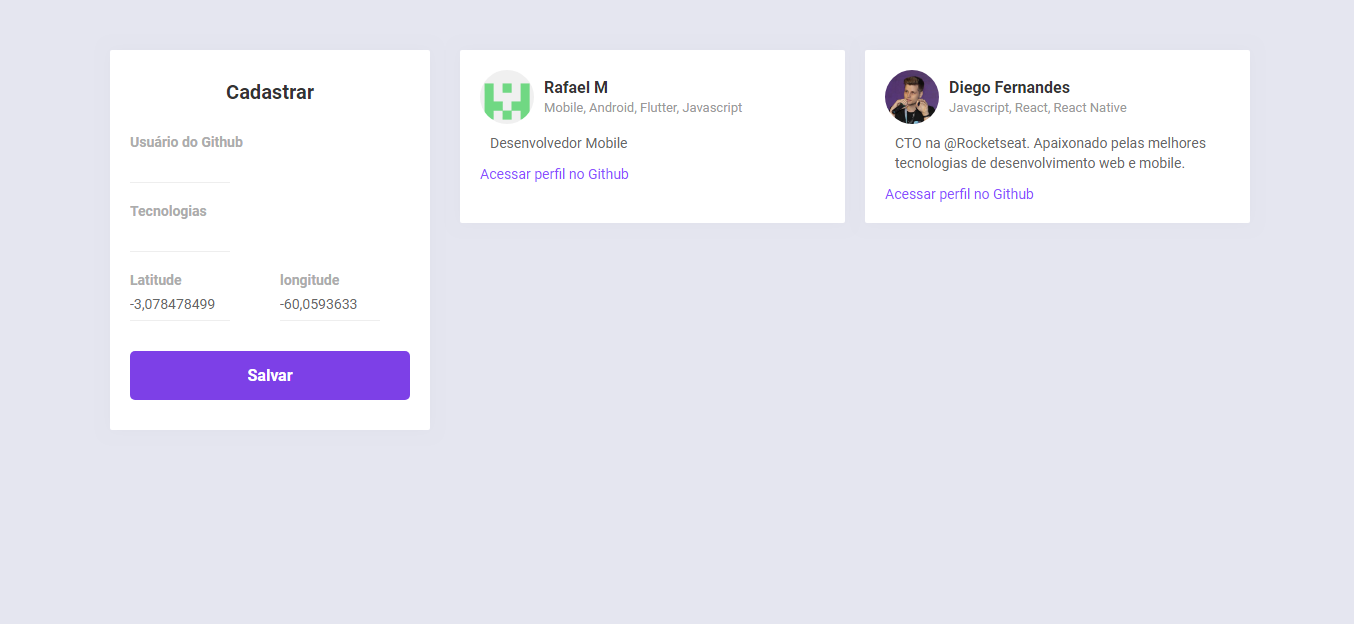 Cadastrar
Usuário do Github
Tecnologias
Latitude
longitude
-3,078478499
-60,0593633
Salvar
Rafael M
Mobile, Android, Flutter, Javascript
Desenvolvedor Mobile
Acessar perfil no Github
Diego Fernandes
Javascript, React, React Native
CTO na @Rocketseat. Apaixonado pelas melhores
tecnologias de desenvolvimento web e mobile.
Acessar perfil no Github